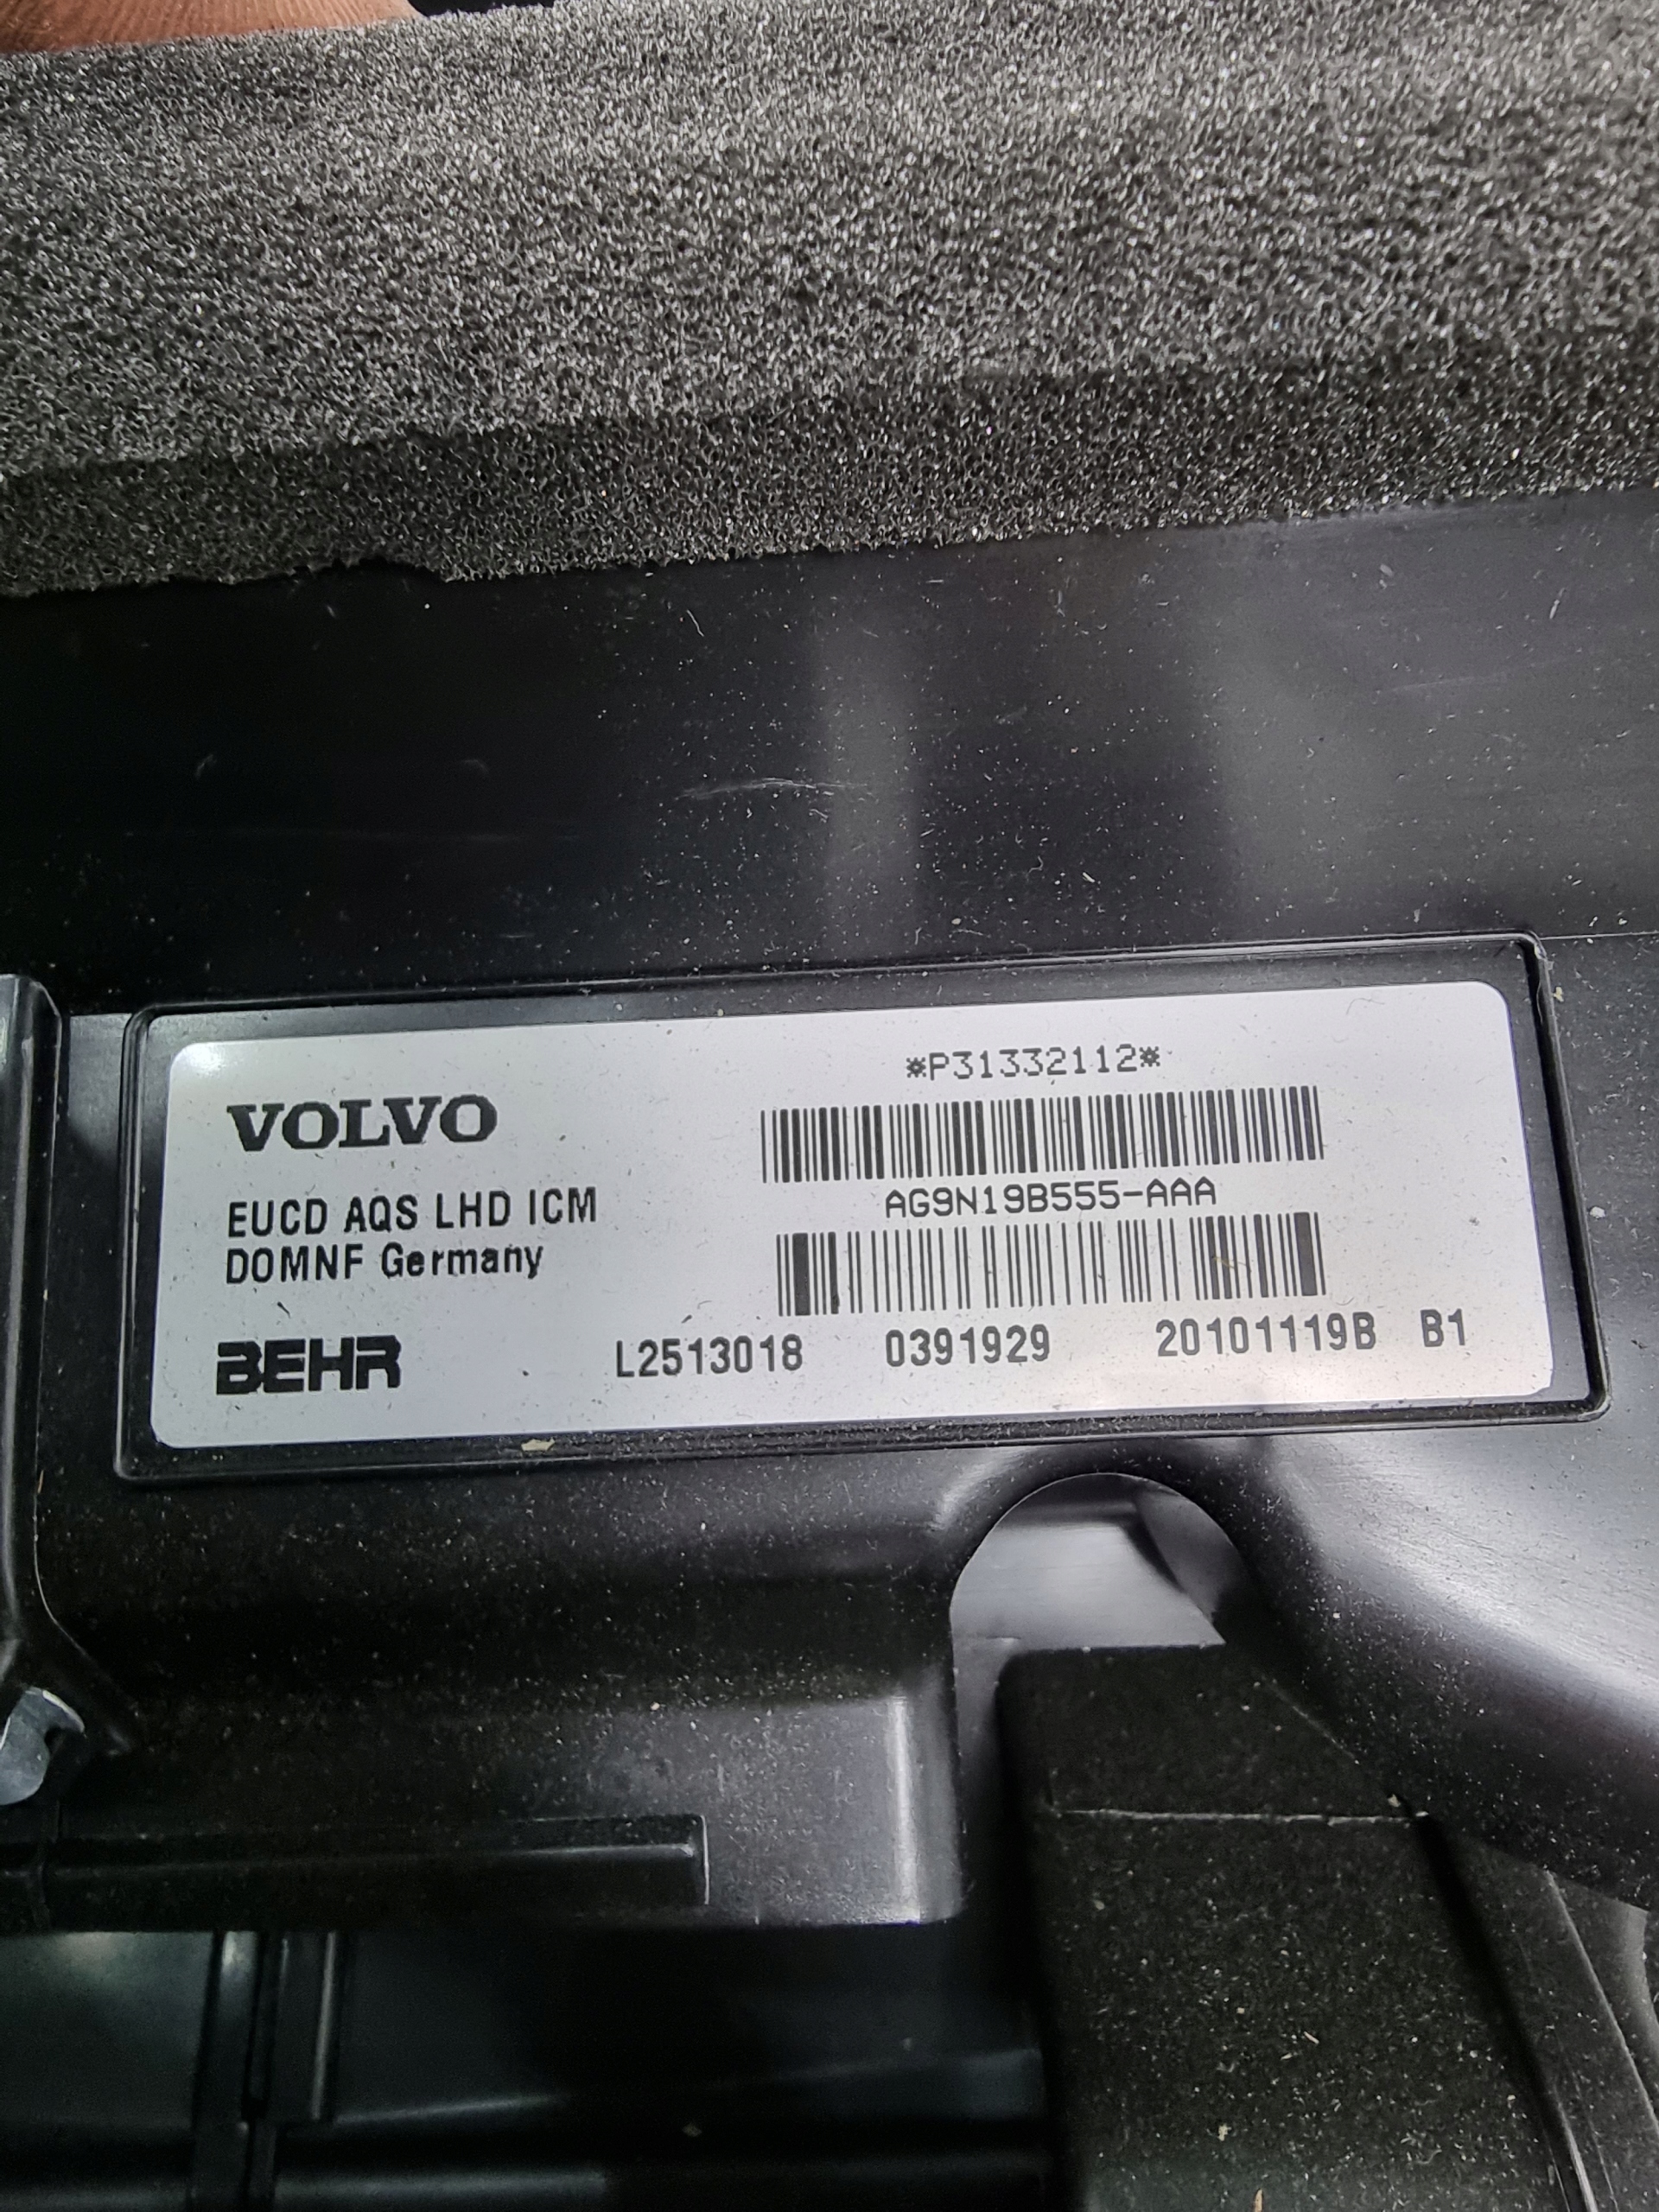 VOLVO
EUCD AQS LHD ICM
DOMNF Germany
BEHR
*P31332112*
AG9N19B555-AAA
L2513018 0391929 20101119B B1